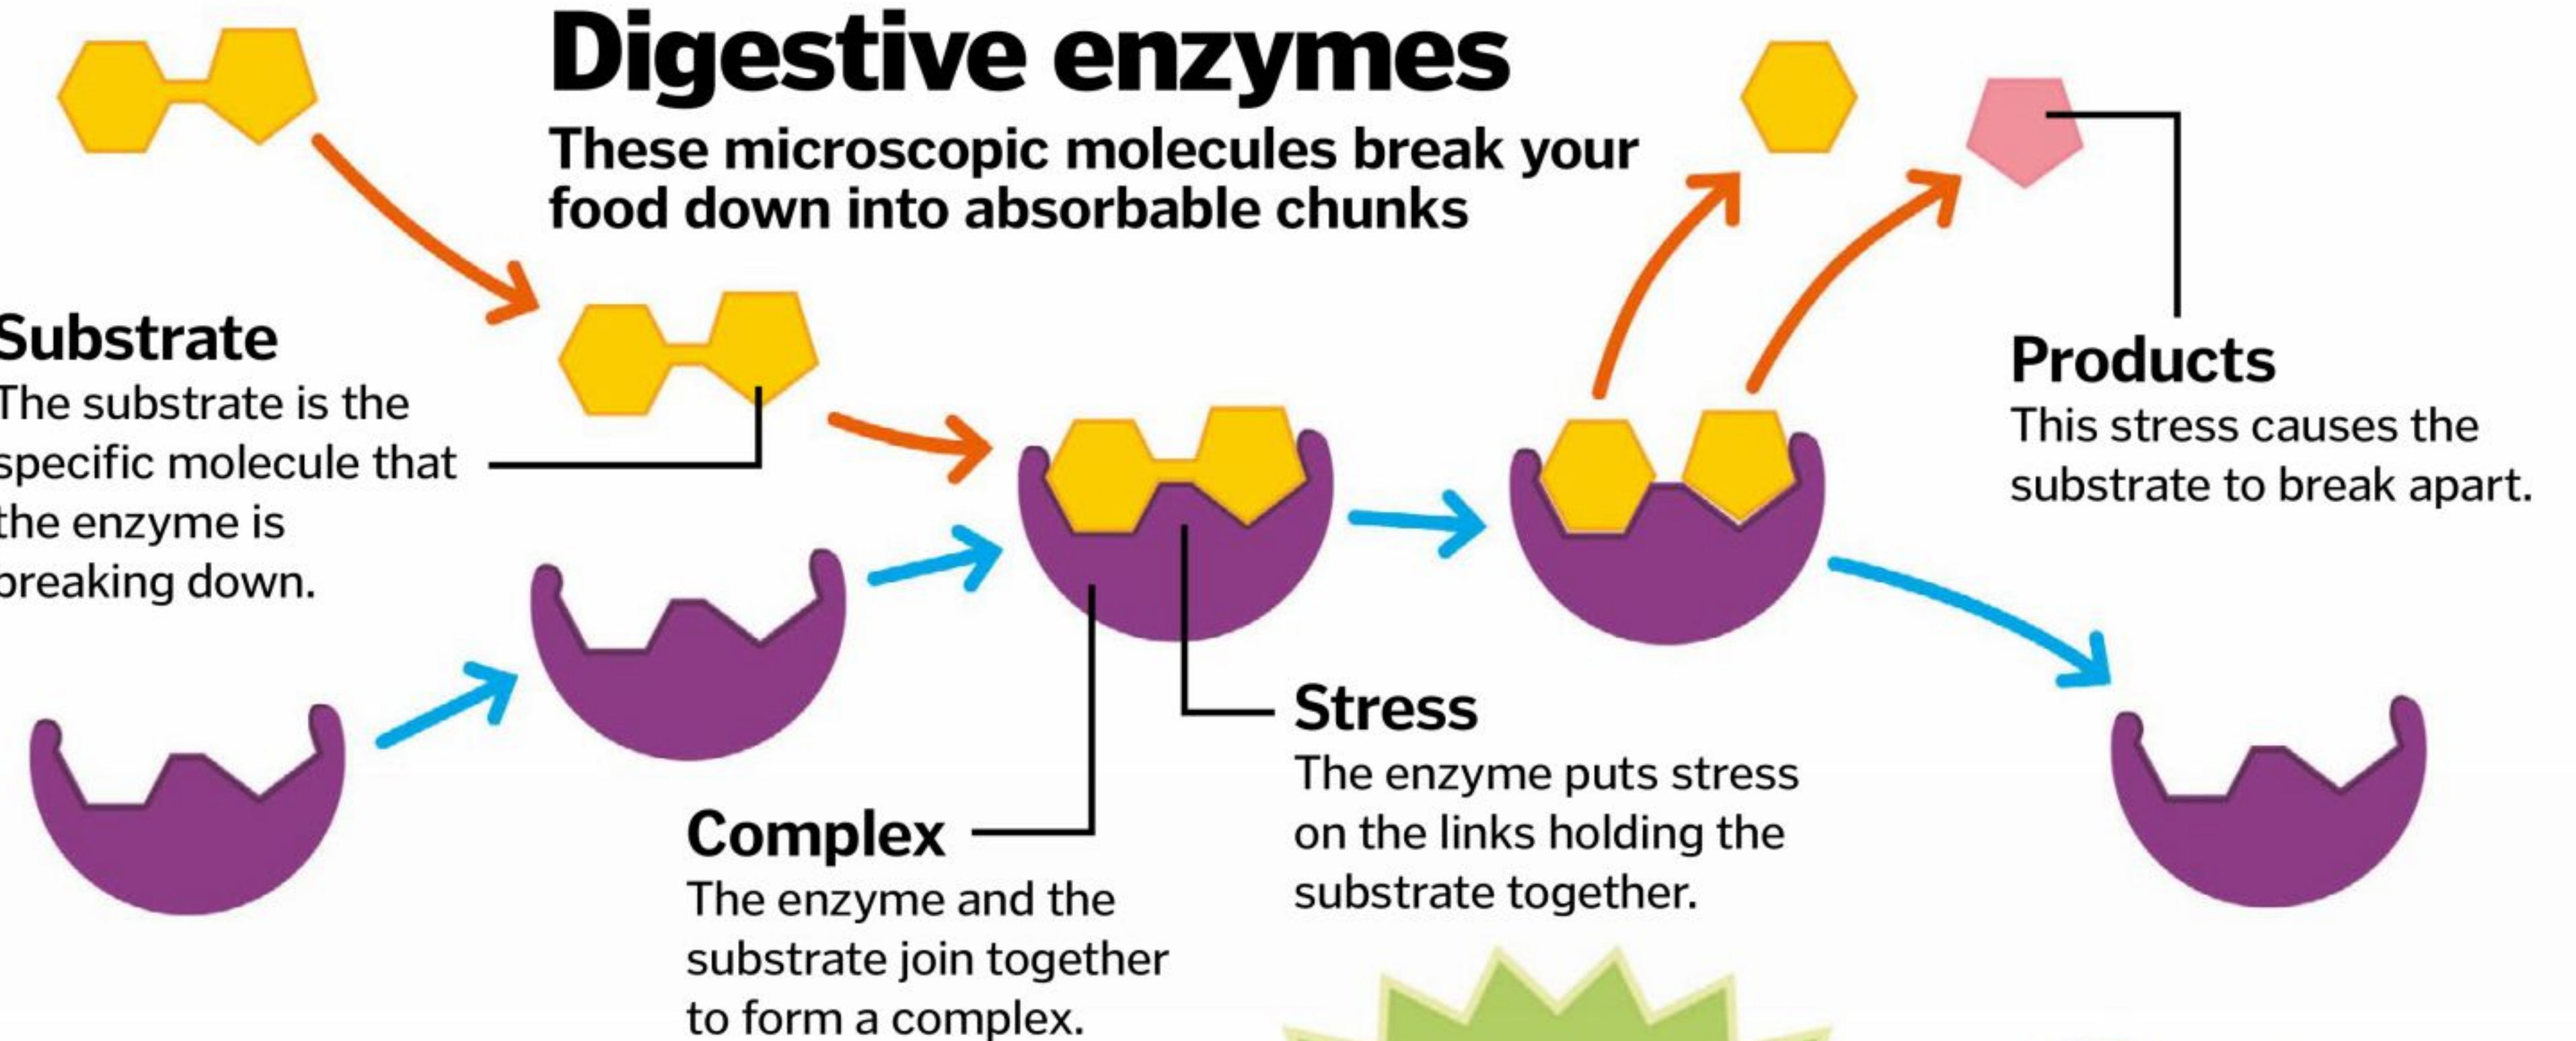 Digestive enzymes
These microscopic molecules break your
food down into absorbable chunks
Substrate
The substrate is the
specific molecule that
the enzyme is
breaking down.
Complex
The enzyme and the
substrate join together
to form a complex.
Stress
The enzyme puts stress
on the links holding the
substrate together.
Products
This stress causes the
substrate to break apart.